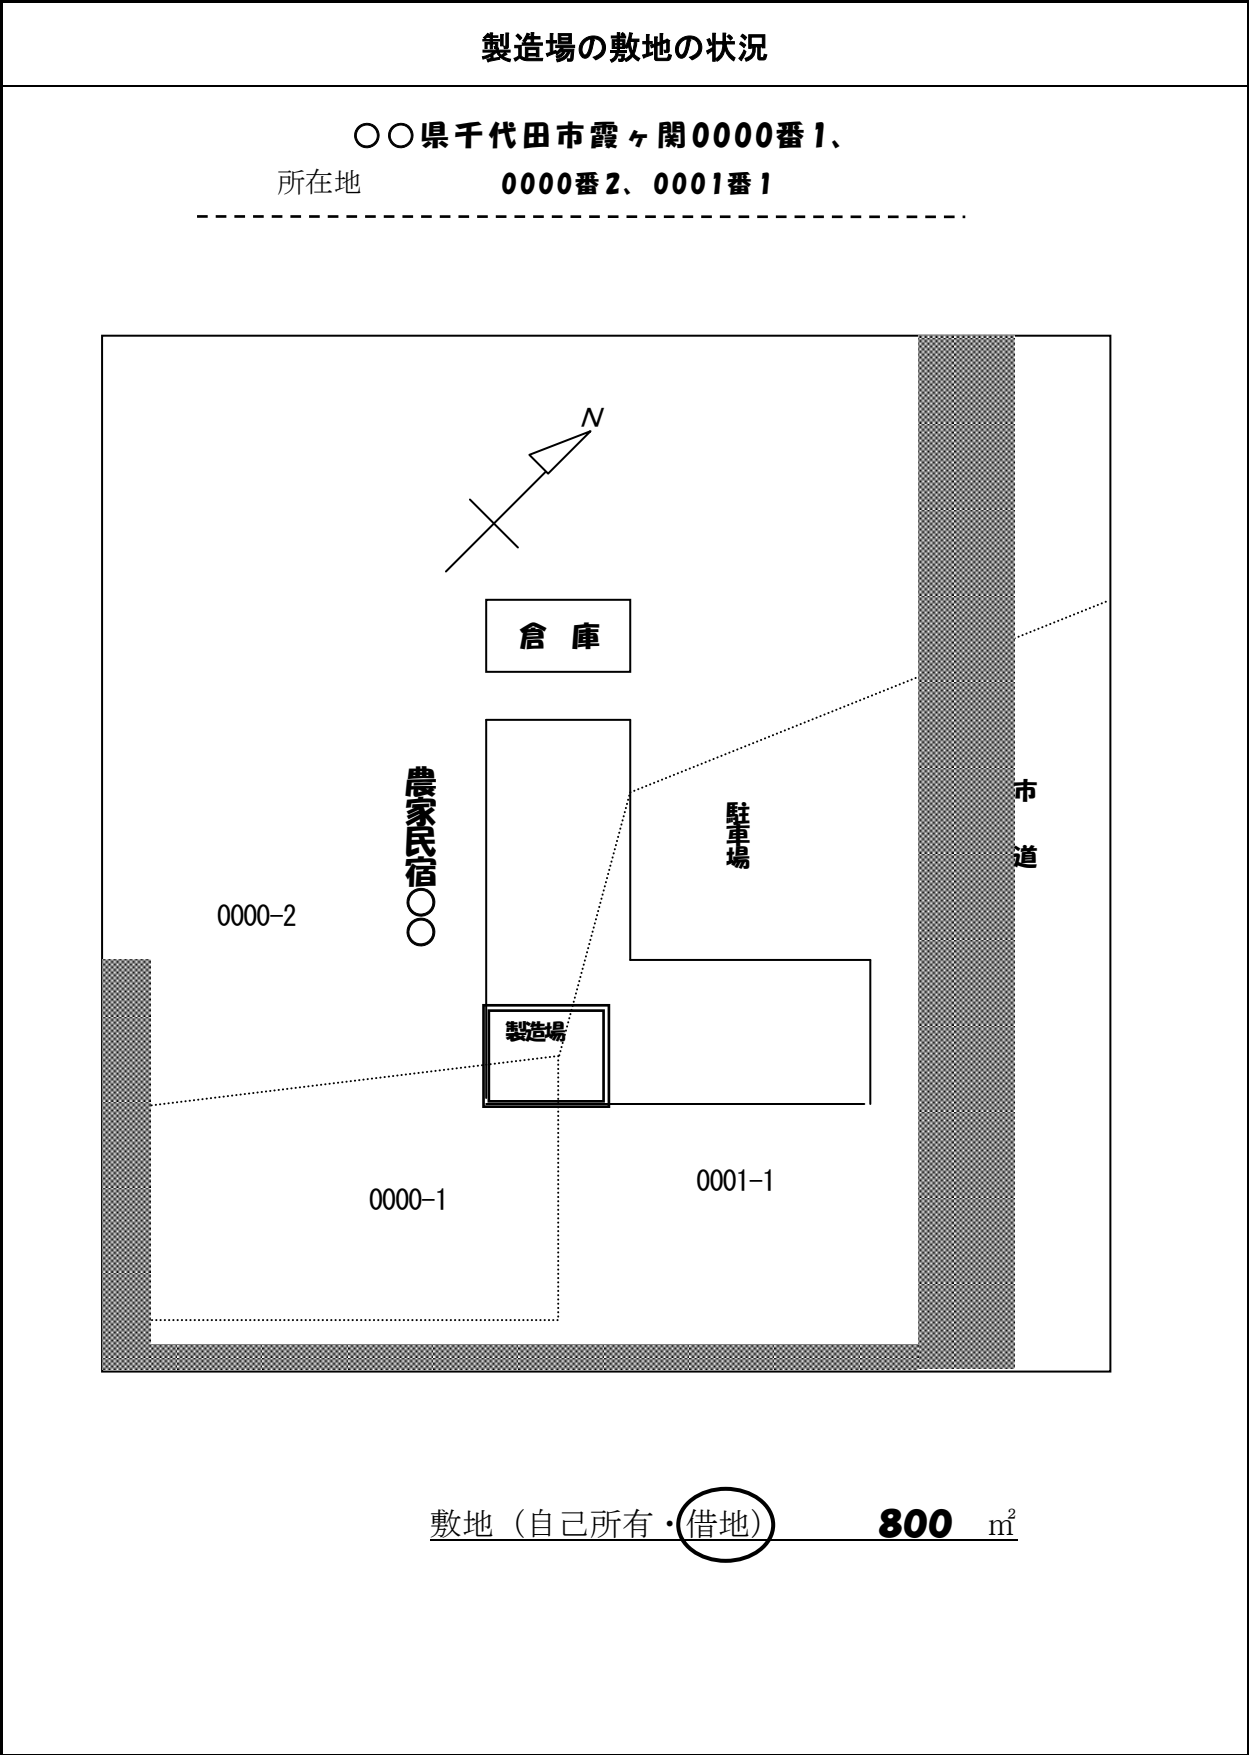 製造場の敷地の状況
○○県千代田市霞ヶ関0000番1、
所在地 0000番2、0001番1
N
倉 庫
農家民宿○○
駐車場
市 道
0000-2
製造場
0000-1
0001-1
敷地（自己所有・借地） 800 ㎡